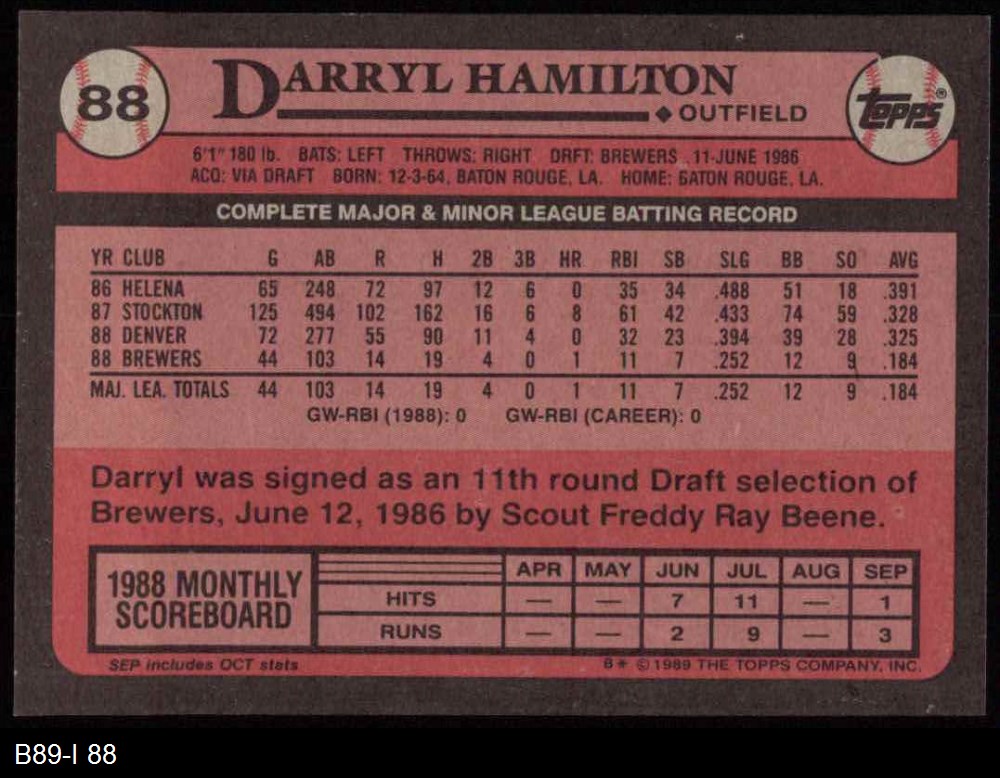 88
DARRYL HAMILTON
OUTFIELD
Topps®
6'1" 180 lb. BATS: LEFT THROWS: RIGHT DRFT: BREWERS 11-JUNE 1986
ACQ: VIA DRAFT BORN: 12-3-64, BATON ROUGE, LA. HOME: BATON ROUGE, LA.
COMPLETE MAJOR & MINOR LEAGUE BATTING RECORD
YR CLUB G AB R H 2B 3B HR RBI SB SLG BB SO AVG
86 HELENA 65 248 72 97 12 6 0 35 34 .488 51 18 .391
87 STOCKTON 125 494 102 162 16 6 8 61 42 .433 74 59 .328
88 DENVER 72 277 55 90 11 4 0 32 23 .394 39 28 .325
88 BREWERS 44 103 14 19 4 0 1 11 7 .252 12 9 .184
MAJ. LEA. TOTALS 44 103 14 19 4 0 1 11 7 .252 12 9 .184
GW-RBI (1988): 0 GW-RBI (CAREER): 0
Darryl was signed as an 11th round Draft selection of
Brewers, June 12, 1986 by Scout Freddy Ray Beene.
1988 MONTHLY
SCOREBOARD
APR MAY JUN JUL AUG SEP
HITS — — 7 11 — 1
RUNS — — 2 9 — 3
SEP includes OCT stats
B* © 1989 THE TOPPS COMPANY, INC.
B89-I 88